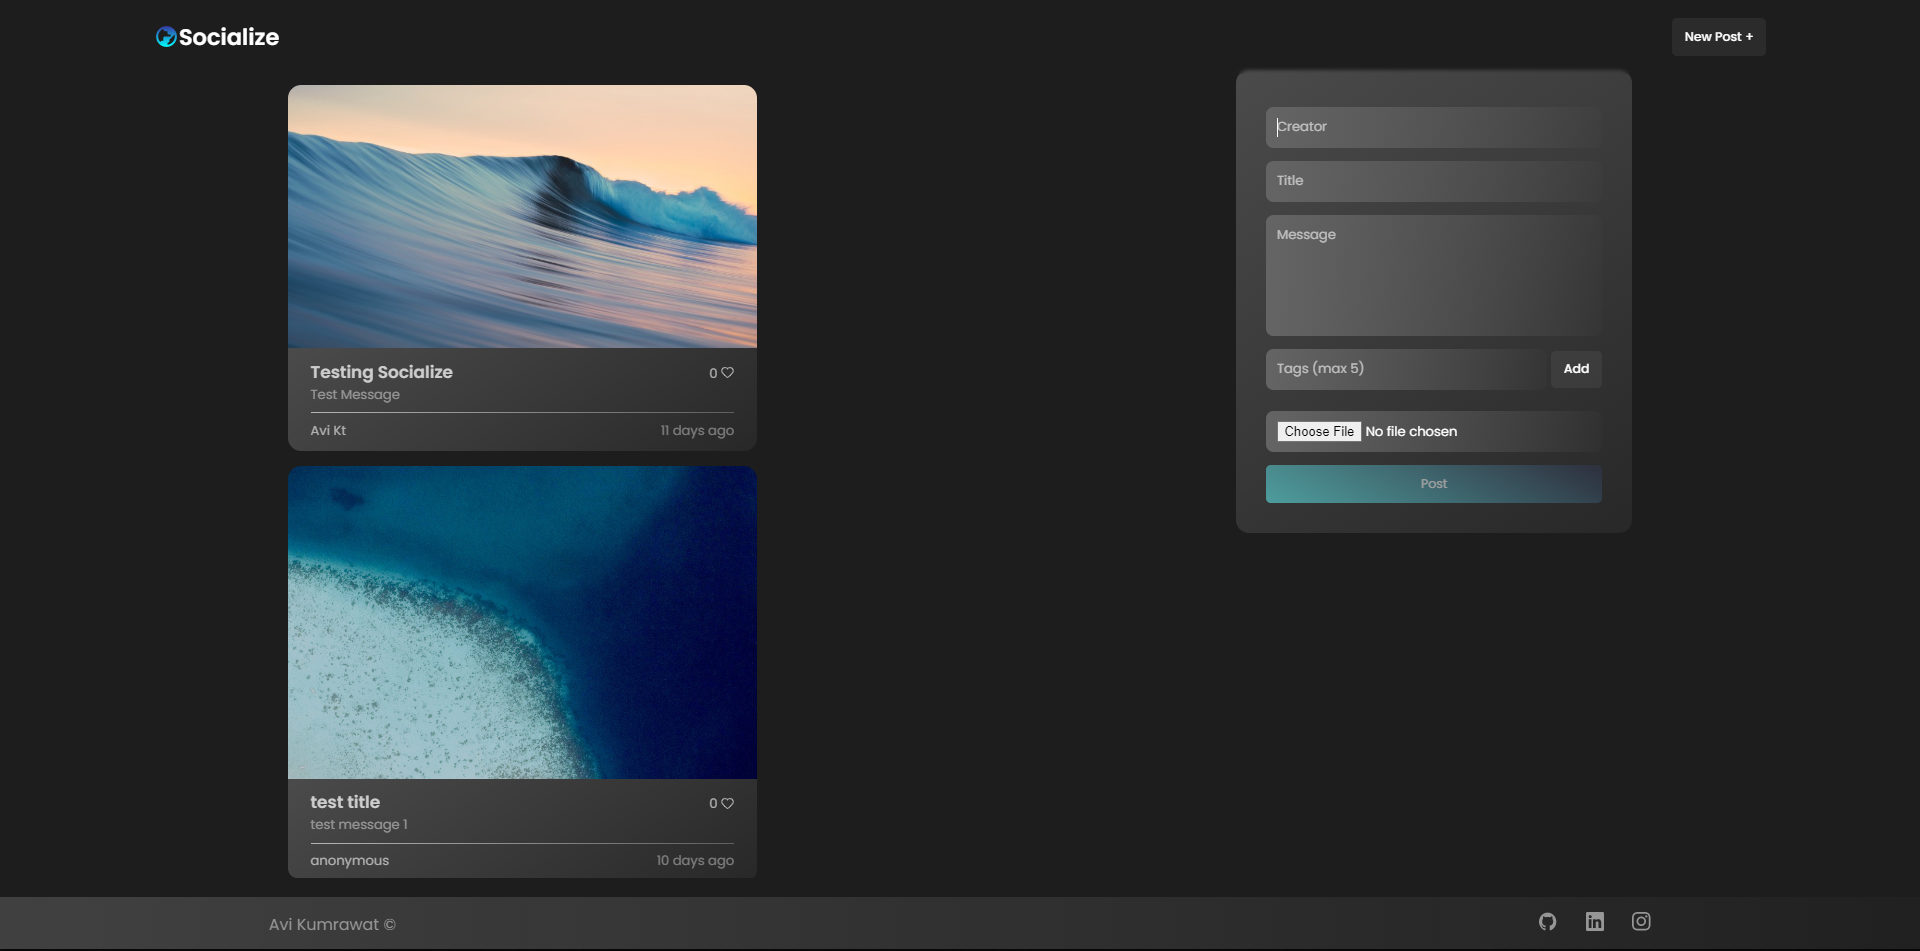 Socialize
New Post +
Testing Socialize
0
Test Message
Avi Kt
11 days ago
test title
0
test message 1
anonymous
10 days ago
Creator
Title
Message
Tags (max 5)
Add
Choose File No file chosen
Post
Avi Kumrawat ©
in